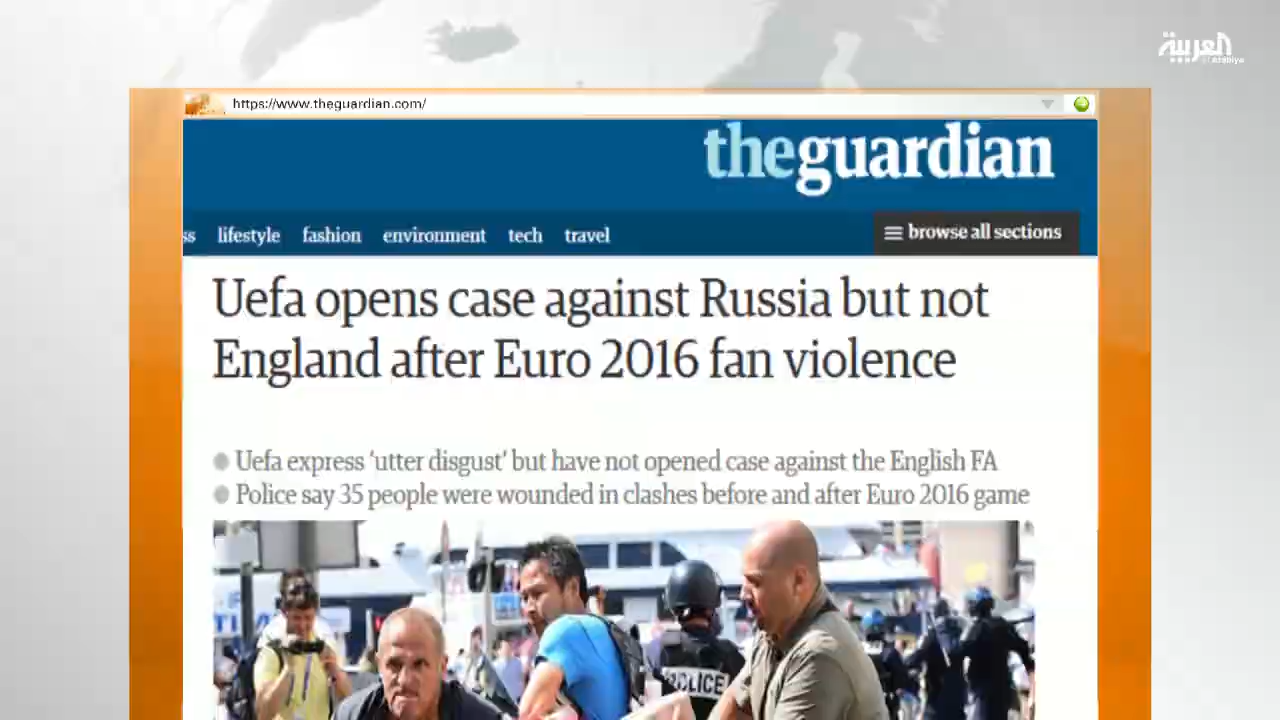 العربية
Al Arabiya
https://www.theguardian.com/
theguardian
ss lifestyle fashion environment tech travel
browse all sections
Uefa opens case against Russia but not
England after Euro 2016 fan violence
Uefa express ‘utter disgust’ but have not opened case against the English FA
Police say 35 people were wounded in clashes before and after Euro 2016 game
POLICE